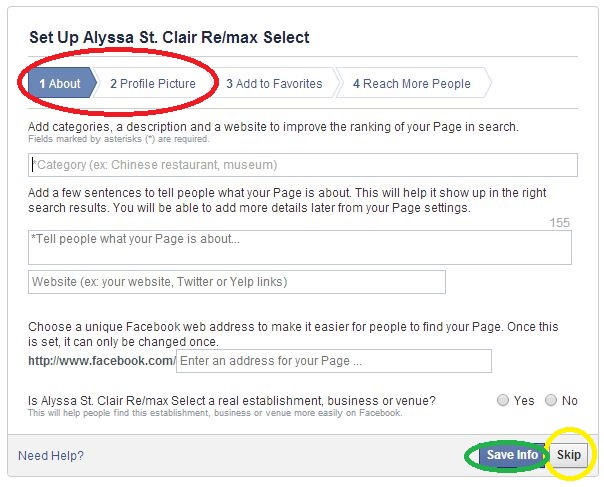 Set Up Alyssa St. Clair Re/max Select
1 About 2 Profile Picture 3 Add to Favorites 4 Reach More People
Add categories, a description and a website to improve the ranking of your Page in search.
Fields marked by asterisks (*) are required.
*Category (ex: Chinese restaurant, museum)
Add a few sentences to tell people what your Page is about. This will help it show up in the right
search results. You will be able to add more details later from your Page settings.
155
*Tell people what your Page is about...
Website (ex: your website, Twitter or Yelp links)
Choose a unique Facebook web address to make it easier for people to find your Page. Once this
is set, it can only be changed once.
http://www.facebook.com/ Enter an address for your Page ...
Is Alyssa St. Clair Re/max Select a real establishment, business or venue? Yes No
This will help people find this establishment, business or venue more easily on Facebook.
Need Help? Save Info Skip